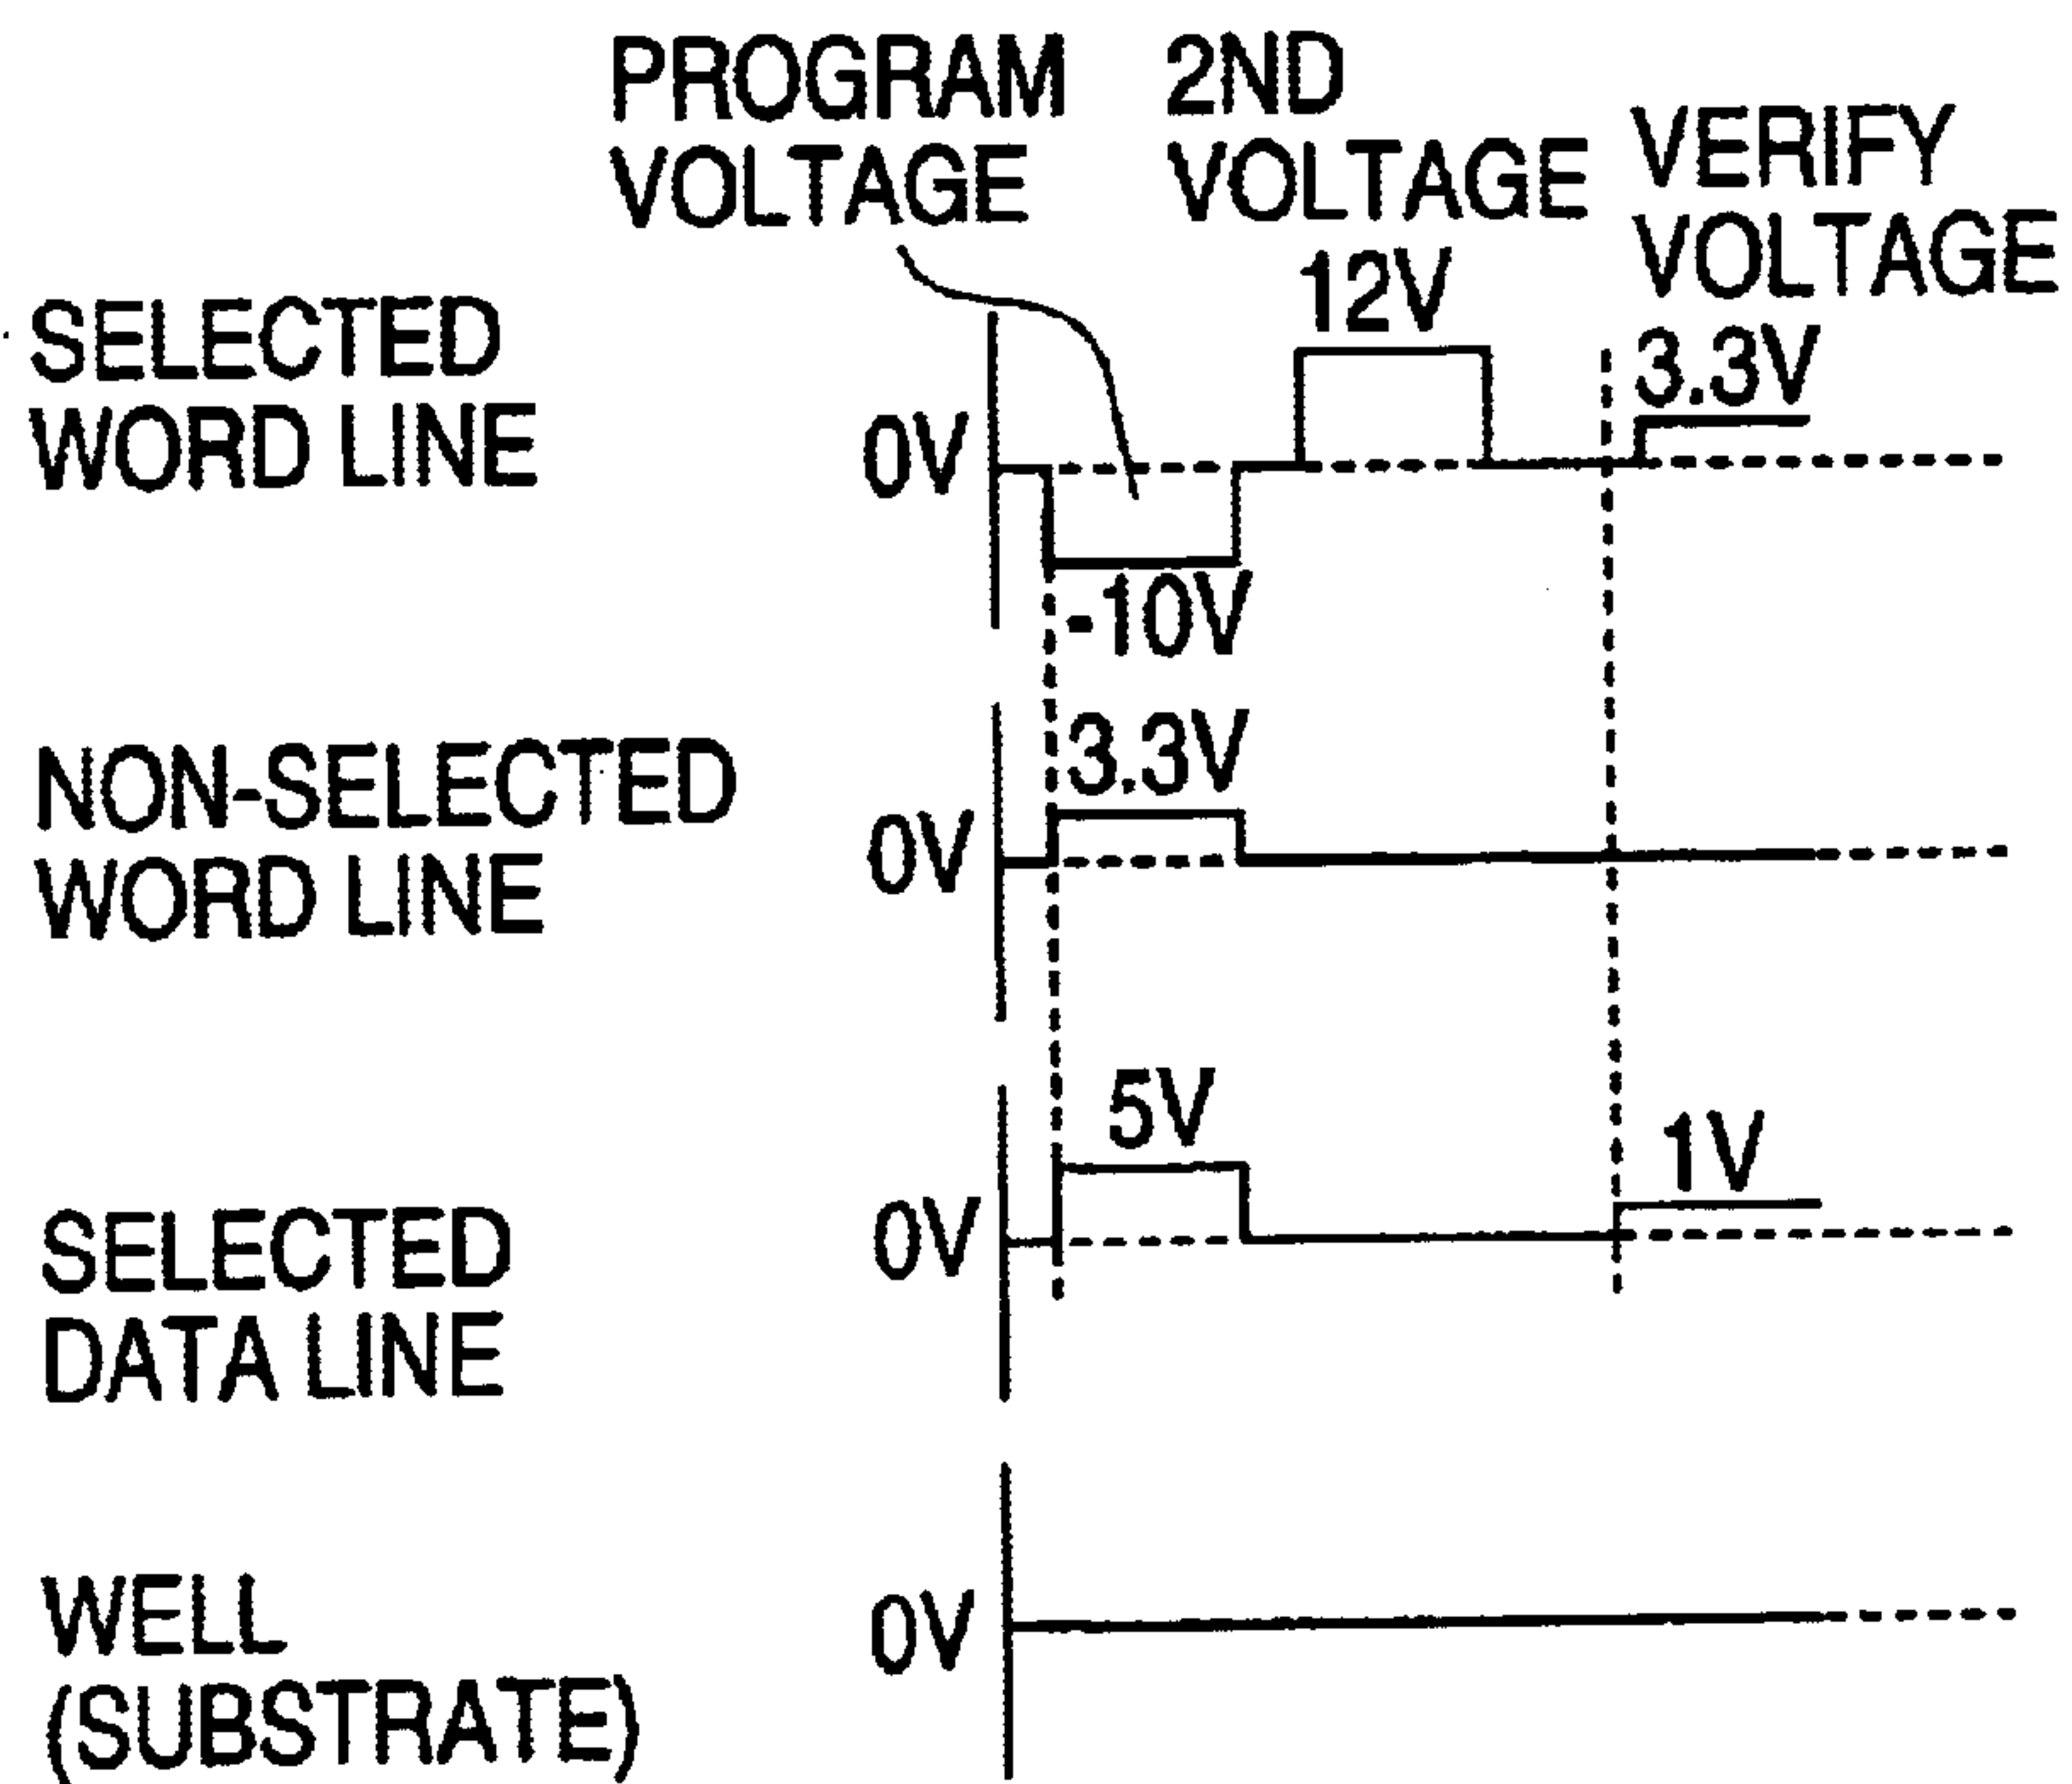 PROGRAM
VOLTAGE
2ND
VOLTAGE
VERIFY
VOLTAGE
12V
3.3V
SELECTED
WORD LINE
0V
-10V
NON-SELECTED
WORD LINE
3.3V
0V
SELECTED
DATA LINE
5V
1V
0V
WELL
(SUBSTRATE)
0V